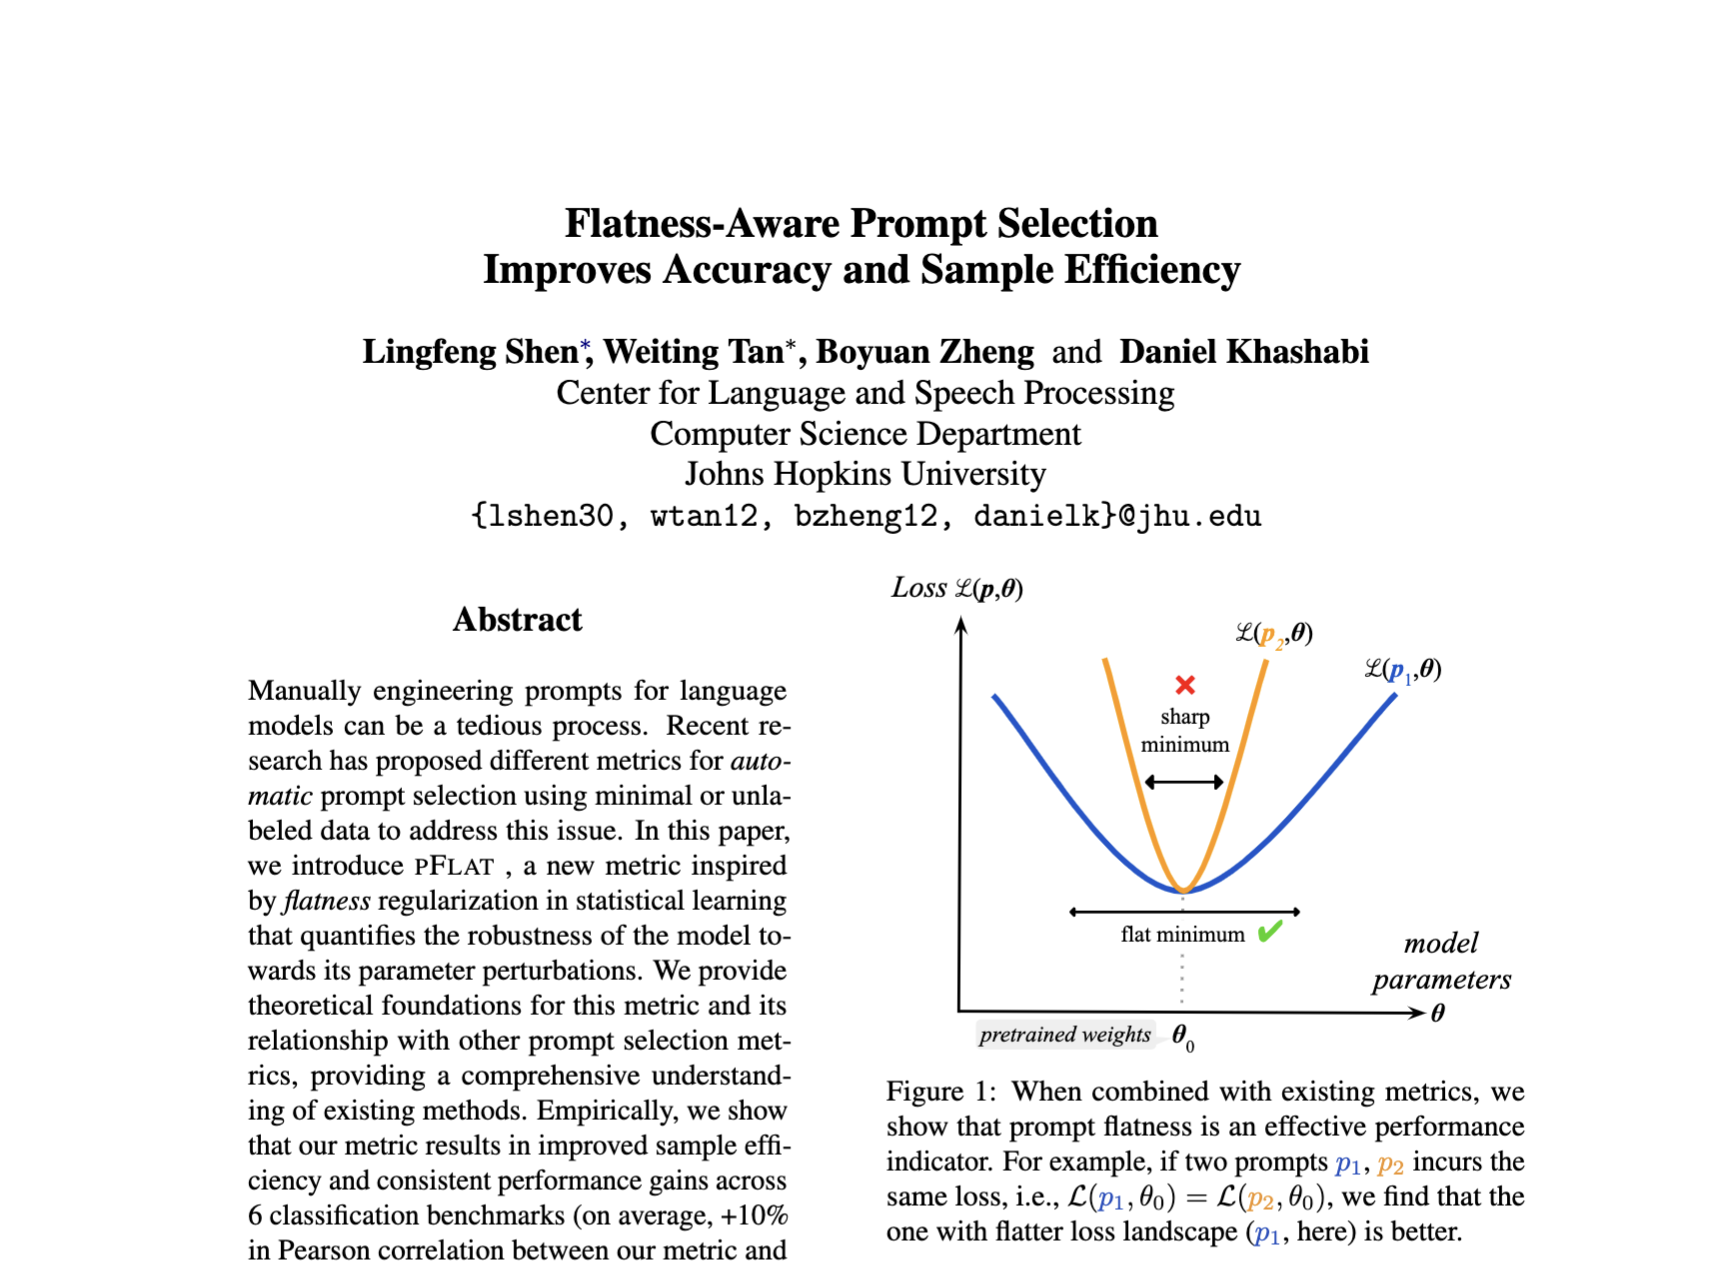 Flatness-Aware Prompt Selection
Improves Accuracy and Sample Efficiency
Lingfeng Shen*, Weiting Tan*, Boyuan Zheng and Daniel Khashabi
Center for Language and Speech Processing
Computer Science Department
Johns Hopkins University
{lshen30, wtan12, bzheng12, danielk}@jhu.edu
Abstract
Manually engineering prompts for language
models can be a tedious process. Recent re-
search has proposed different metrics for auto-
matic prompt selection using minimal or unla-
beled data to address this issue. In this paper,
we introduce PFLAT , a new metric inspired
by flatness regularization in statistical learning
that quantifies the robustness of the model to-
wards its parameter perturbations. We provide
theoretical foundations for this metric and its
relationship with other prompt selection met-
rics, providing a comprehensive understand-
ing of existing methods. Empirically, we show
that our metric results in improved sample effi-
ciency and consistent performance gains across
6 classification benchmarks (on average, +10%
in Pearson correlation between our metric and
Loss ℒ(p,θ)
ℒ(p₂,θ)
ℒ(p₁,θ)
sharp
minimum
flat minimum
model
parameters
θ
pretrained weights θ₀
Figure 1: When combined with existing metrics, we
show that prompt flatness is an effective performance
indicator. For example, if two prompts p₁, p₂ incurs the
same loss, i.e., ℒ(p₁, θ₀) = ℒ(p₂, θ₀), we find that the
one with flatter loss landscape (p₁, here) is better.